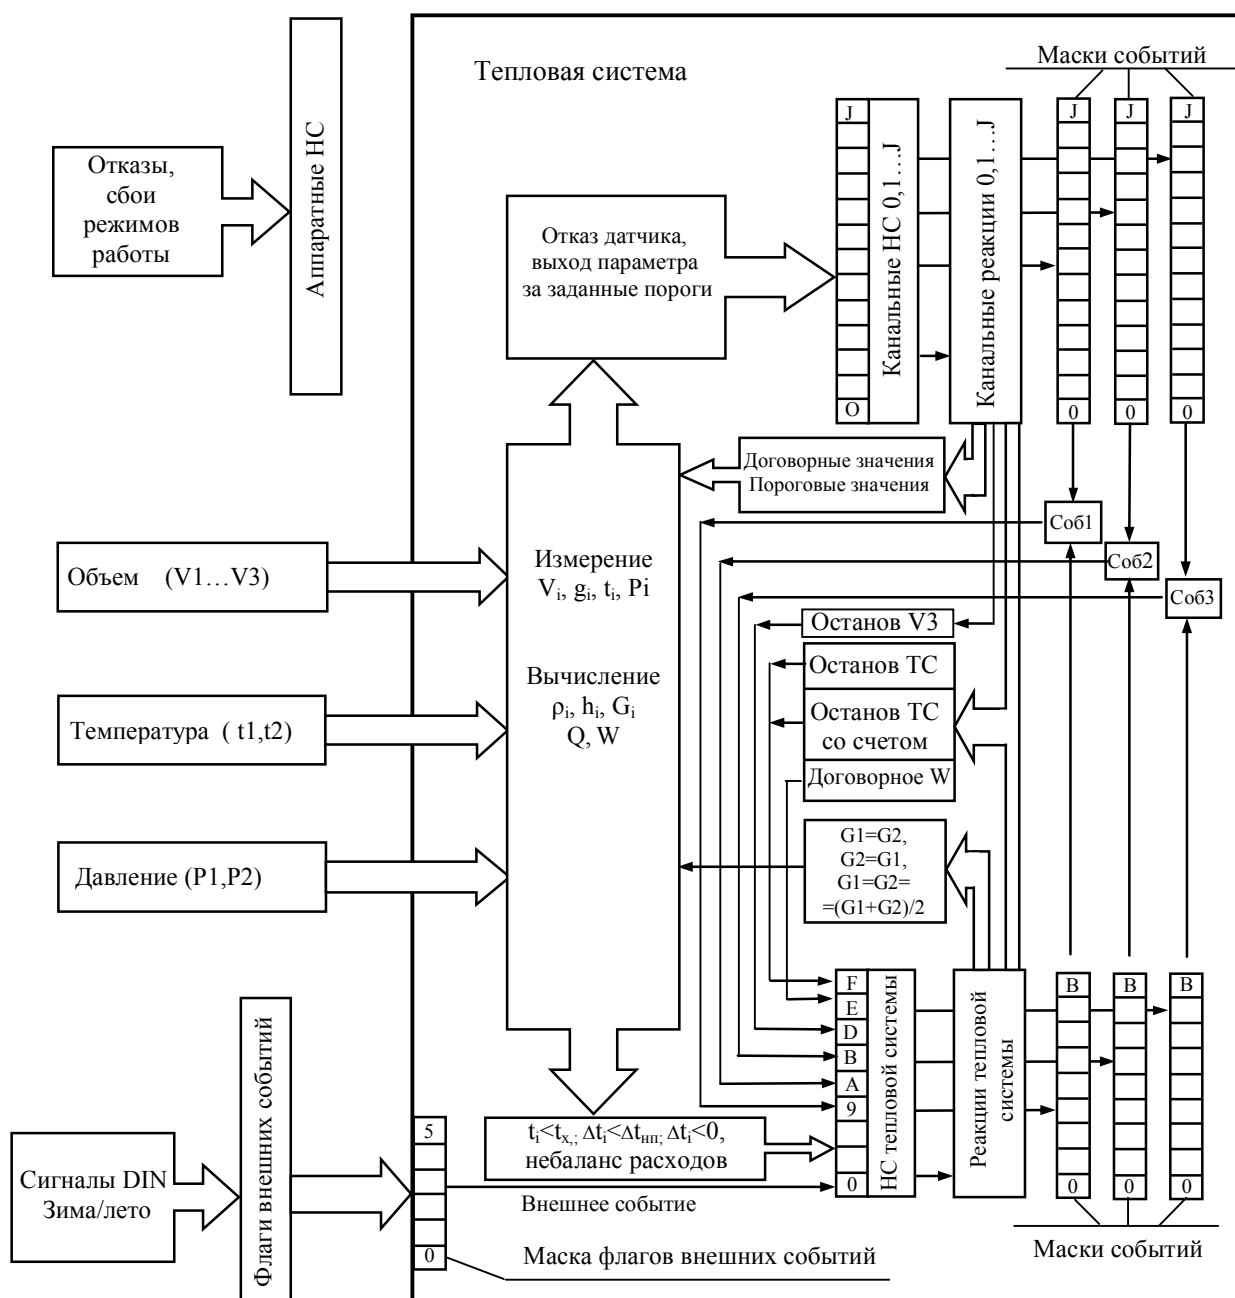 Тепловая система
Маски событий
Отказы,
сбои
режимов
работы
Аппаратные НС
Отказ датчика,
выход параметра
за заданные пороги
J
O
Канальные НС 0,1…J
Канальные реакции 0,1…J
J
J
J
0
0
0
Договорные значения
Пороговые значения
Соб1
Соб2
Соб3
Объем (V1…V3)
Измерение
Vi, gi, ti, Pi
Вычисление
ρi, hi, Gi
Q, W
Останов V3
Останов ТС
Останов ТС
со счетом
Договорное W
Температура ( t1,t2)
Давление (P1,P2)
G1=G2,
G2=G1,
G1=G2=
=(G1+G2)/2
F
E
D
B
A
9
0
НС тепловой системы
Реакции тепловой
системы
B
B
B
0
0
0
ti<tх,; Δti<Δtнп; Δti<0,
небаланс расходов
Сигналы DIN
Зима/лето
Флаги внешних событий
5
0
Внешнее событие
Маска флагов внешних событий
Маски событий